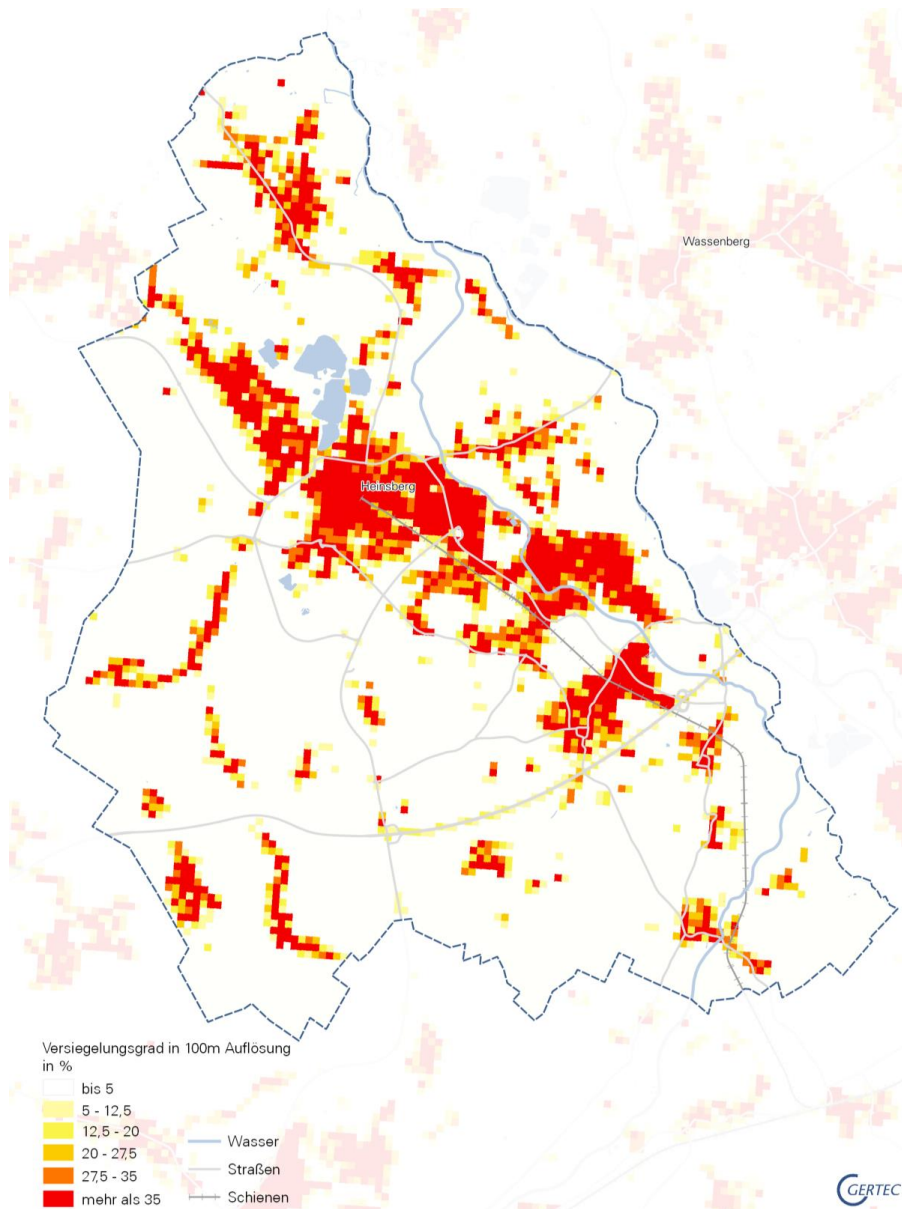 Wassenberg
Heinsberg
Versiegelungsgrad in 100m Auflösung
in %
bis 5
5 - 12,5
12,5 - 20
20 - 27,5
27,5 - 35
mehr als 35
Wasser
Straßen
Schienen
GERTEC